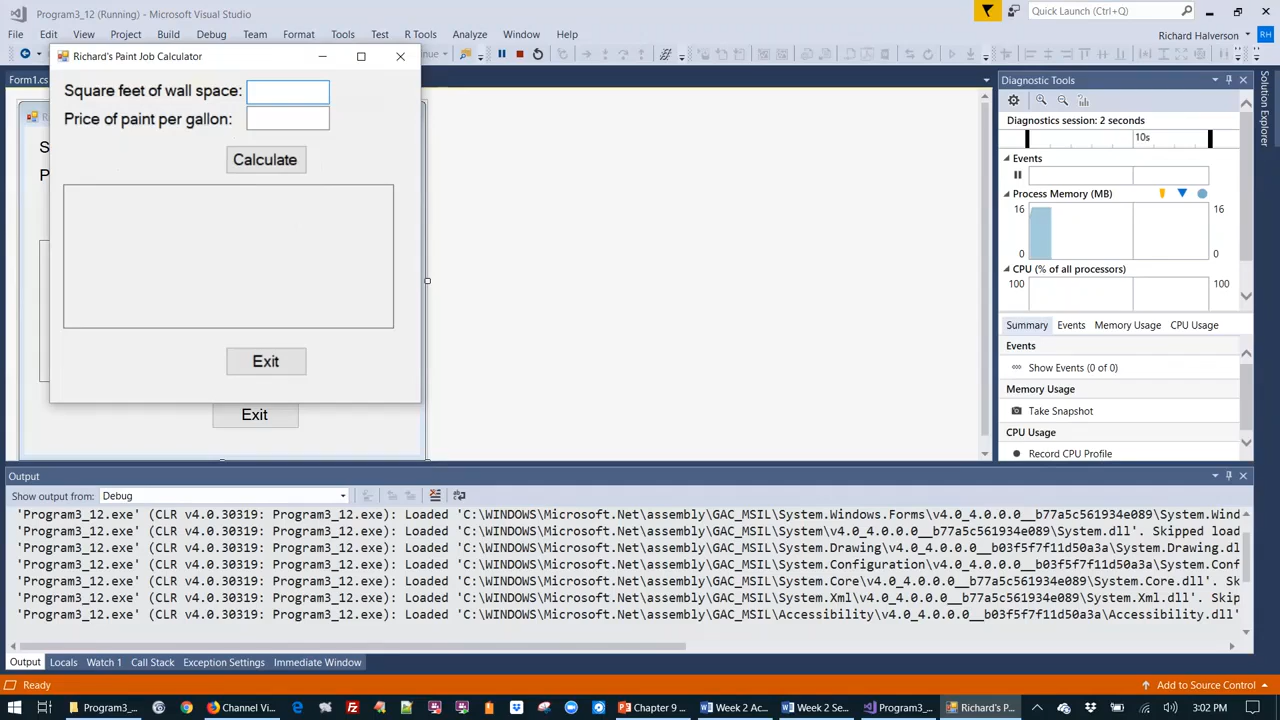 Program3_12 (Running) - Microsoft Visual Studio
Quick Launch (Ctrl+Q)
File Edit View Project Build Debug Team Format Tools Test R Tools Analyze Window Help
Richard Halverson RH
Richard's Paint Job Calculator
Form1.cs
Square feet of wall space:
Price of paint per gallon:
Calculate
Exit
S
P
Exit
Diagnostic Tools
Diagnostics session: 2 seconds
10s
Events
Process Memory (MB)
16 16
0 0
CPU (% of all processors)
100 100
Summary Events Memory Usage CPU Usage
Events
Show Events (0 of 0)
Memory Usage
Take Snapshot
CPU Usage
Record CPU Profile
Solution Explorer
Output
Show output from: Debug
'Program3_12.exe' (CLR v4.0.30319: Program3_12.exe): Loaded 'C:\WINDOWS\Microsoft.Net\assembly\GAC_MSIL\System.Windows.Forms\v4.0_4.0.0.0__b77a5c561934e089\System.Wind
'Program3_12.exe' (CLR v4.0.30319: Program3_12.exe): Loaded 'C:\WINDOWS\Microsoft.Net\assembly\GAC_MSIL\System\v4.0_4.0.0.0__b77a5c561934e089\System.dll'. Skipped load
'Program3_12.exe' (CLR v4.0.30319: Program3_12.exe): Loaded 'C:\WINDOWS\Microsoft.Net\assembly\GAC_MSIL\System.Drawing\v4.0_4.0.0.0__b03f5f7f11d50a3a\System.Drawing.dl
'Program3_12.exe' (CLR v4.0.30319: Program3_12.exe): Loaded 'C:\WINDOWS\Microsoft.Net\assembly\GAC_MSIL\System.Configuration\v4.0_4.0.0.0__b03f5f7f11d50a3a\System.Conf
'Program3_12.exe' (CLR v4.0.30319: Program3_12.exe): Loaded 'C:\WINDOWS\Microsoft.Net\assembly\GAC_MSIL\System.Core\v4.0_4.0.0.0__b77a5c561934e089\System.Core.dll'. Sk
'Program3_12.exe' (CLR v4.0.30319: Program3_12.exe): Loaded 'C:\WINDOWS\Microsoft.Net\assembly\GAC_MSIL\System.Xml\v4.0_4.0.0.0__b77a5c561934e089\System.Xml.dll'. Skip
'Program3_12.exe' (CLR v4.0.30319: Program3_12.exe): Loaded 'C:\WINDOWS\Microsoft.Net\assembly\GAC_MSIL\Accessibility\v4.0_4.0.0.0__b03f5f7f11d50a3a\Accessibility.dll'
Output Locals Watch 1 Call Stack Exception Settings Immediate Window
Ready
Add to Source Control
Program3_... Channel Vi... Chapter 9 ... Week 2 Ac... Week 2 Se... Program3_... Richard's P... 3:02 PM